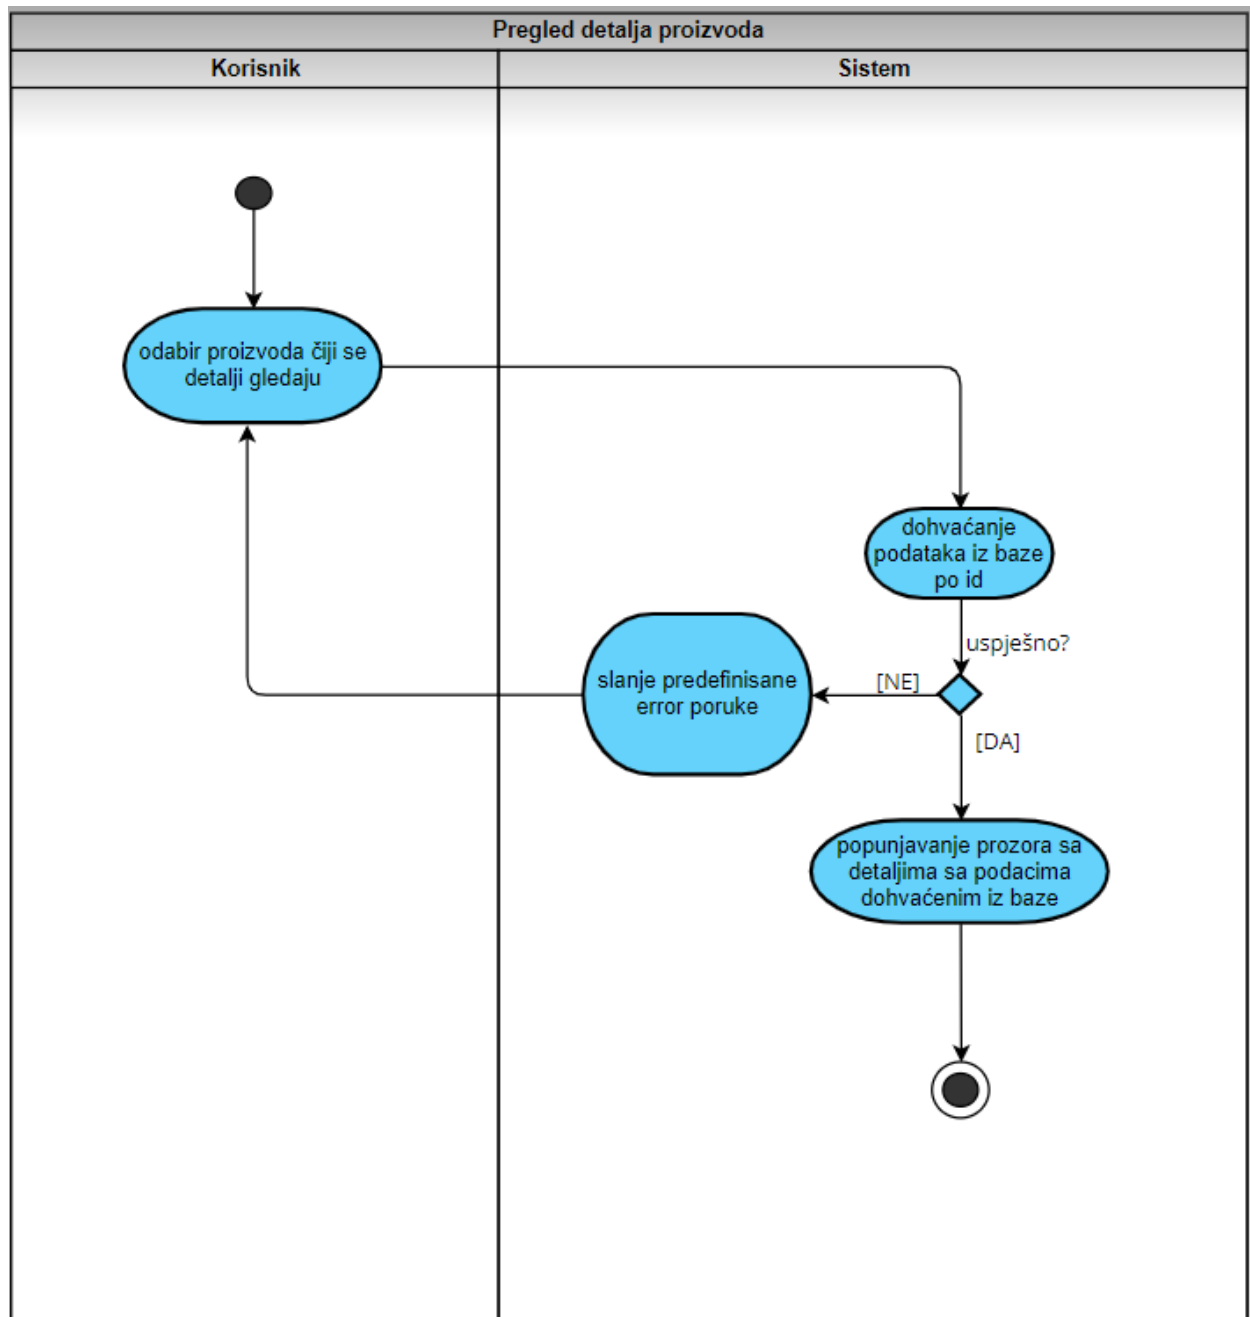 Pregled detalja proizvoda
Korisnik
Sistem
odabir proizvoda čiji se
detalji gledaju
dohvaćanje
podataka iz baze
po id
uspješno?
[NE]
slanje predefinisane
error poruke
[DA]
popunjavanje prozora sa
detaljima sa podacima
dohvaćenim iz baze